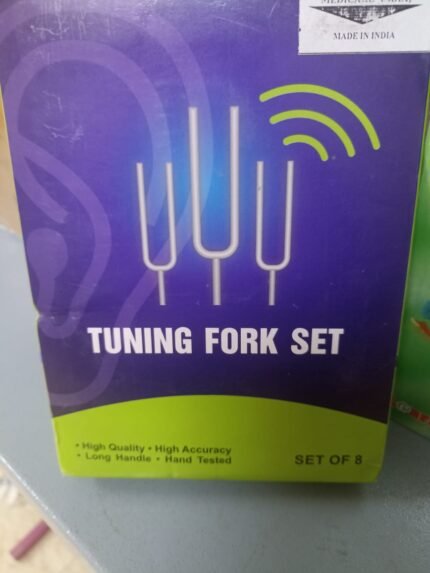 MADE IN INDIA
TUNING FORK SET
• High Quality • High Accuracy
• Long Handle • Hand Tested
SET OF 8